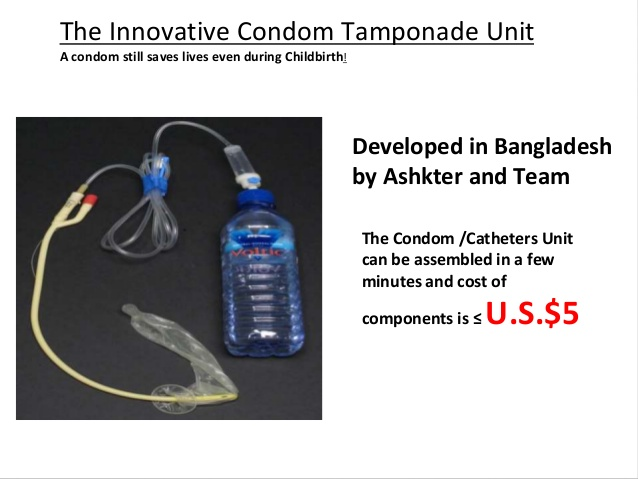 The Innovative Condom Tamponade Unit
A condom still saves lives even during Childbirth!
Developed in Bangladesh
by Ashkter and Team
voltic
The Condom /Catheters Unit
can be assembled in a few
minutes and cost of
components is ≤ U.S.$5